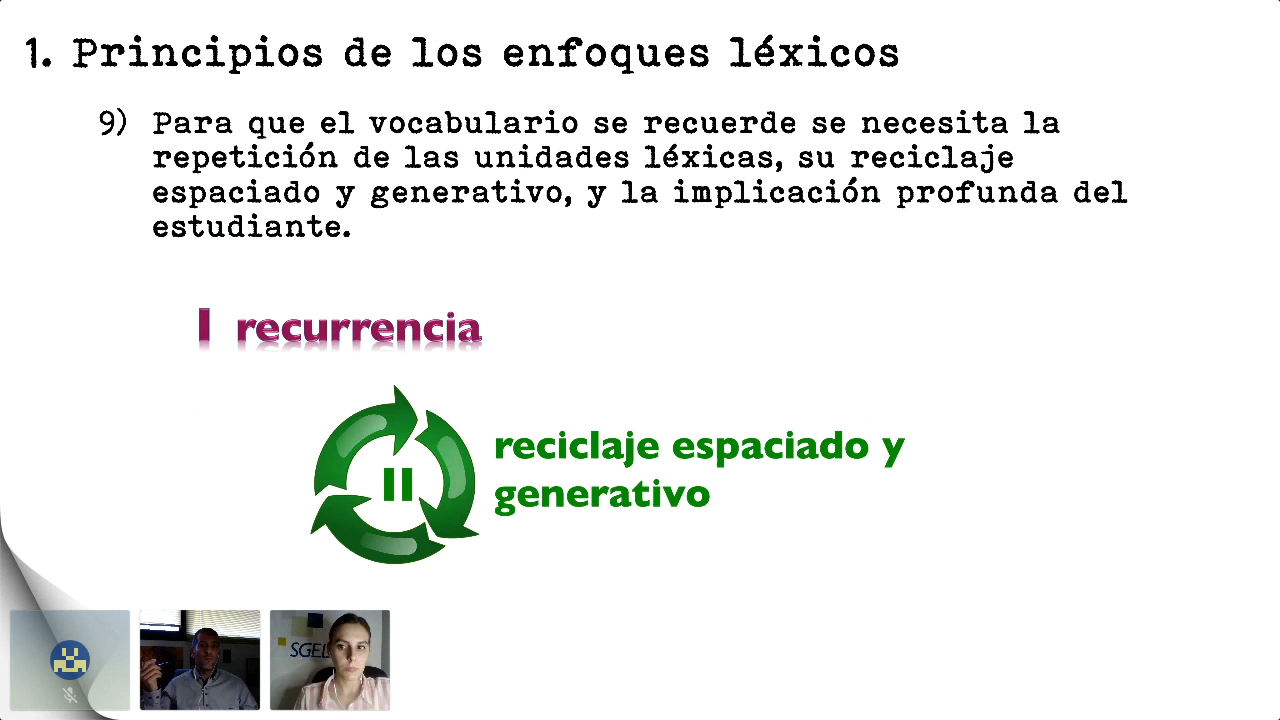 1. Principios de los enfoques léxicos
9) Para que el vocabulario se recuerde se necesita la
repetición de las unidades léxicas, su reciclaje
espaciado y generativo, y la implicación profunda del
estudiante.
I recurrencia
II
reciclaje espaciado y
generativo
SGEL